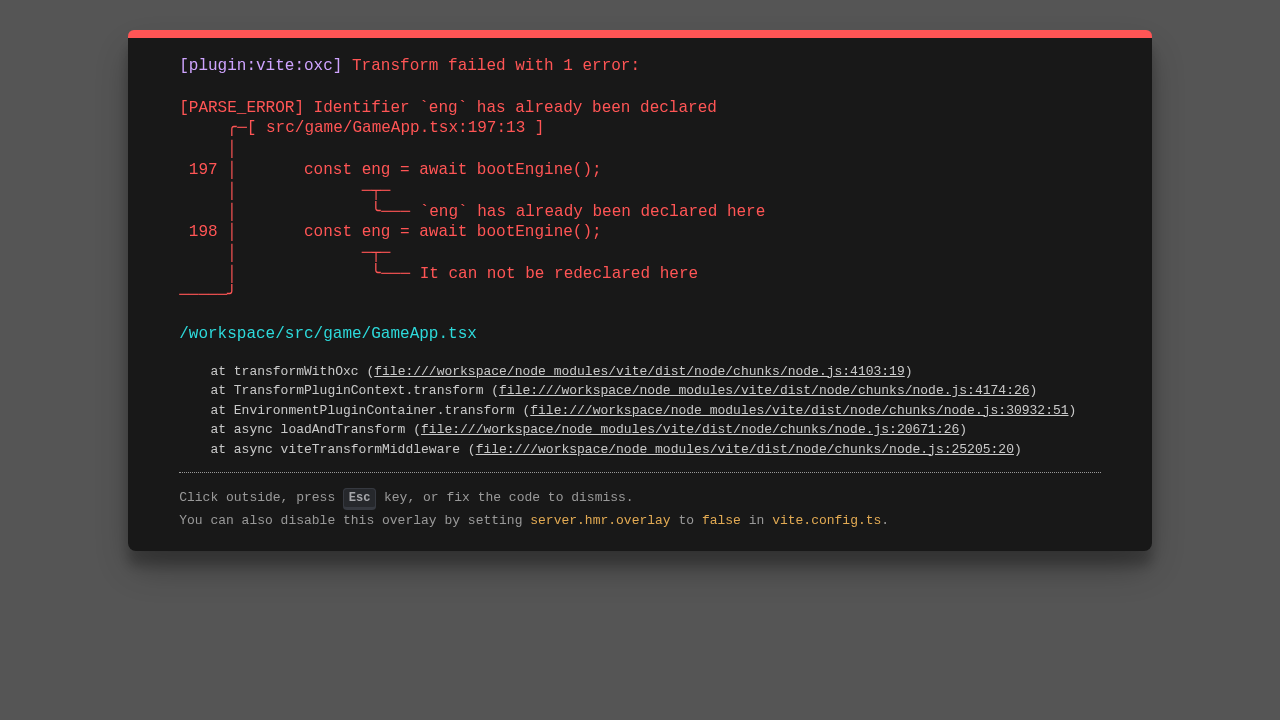 [plugin:vite:oxc] Transform failed with 1 error:
[PARSE_ERROR] Identifier `eng` has already been declared
╭─[ src/game/GameApp.tsx:197:13 ]
│
197 │       const eng = await bootEngine();
│             ─┬─
│              ╰─── `eng` has already been declared here
198 │       const eng = await bootEngine();
│             ─┬─
│              ╰─── It can not be redeclared here
─────╯
/workspace/src/game/GameApp.tsx
at transformWithOxc (file:///workspace/node_modules/vite/dist/node/chunks/node.js:4103:19)
at TransformPluginContext.transform (file:///workspace/node_modules/vite/dist/node/chunks/node.js:4174:26)
at EnvironmentPluginContainer.transform (file:///workspace/node_modules/vite/dist/node/chunks/node.js:30932:51)
at async loadAndTransform (file:///workspace/node_modules/vite/dist/node/chunks/node.js:20671:26)
at async viteTransformMiddleware (file:///workspace/node_modules/vite/dist/node/chunks/node.js:25205:20)
Click outside, press Esc key, or fix the code to dismiss.
You can also disable this overlay by setting server.hmr.overlay to false in vite.config.ts.